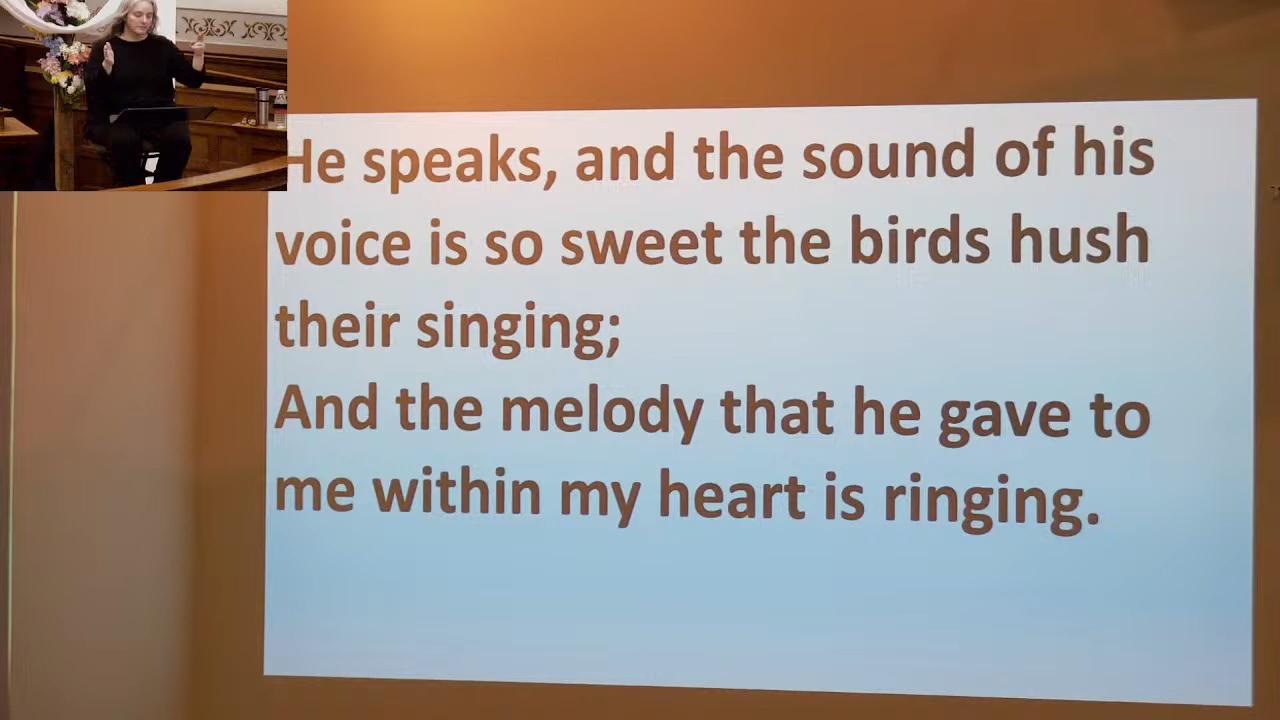 He speaks, and the sound of his
voice is so sweet the birds hush
their singing;
And the melody that he gave to
me within my heart is ringing.